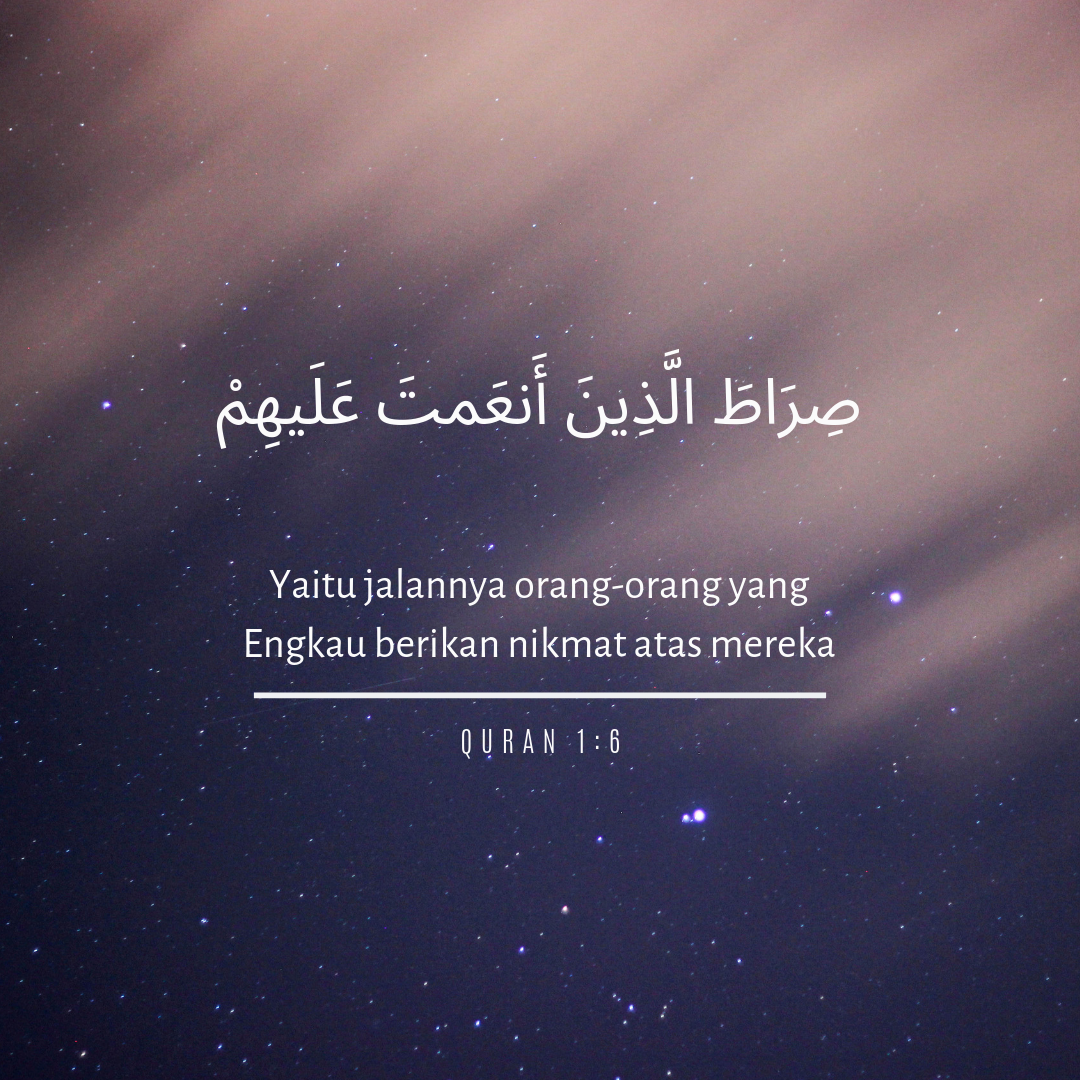 صِرَاطَ الَّذِينَ أَنعَمتَ عَلَيهِمْ
Yaitu jalannya orang-orang yang
Engkau berikan nikmat atas mereka
QURAN 1:6